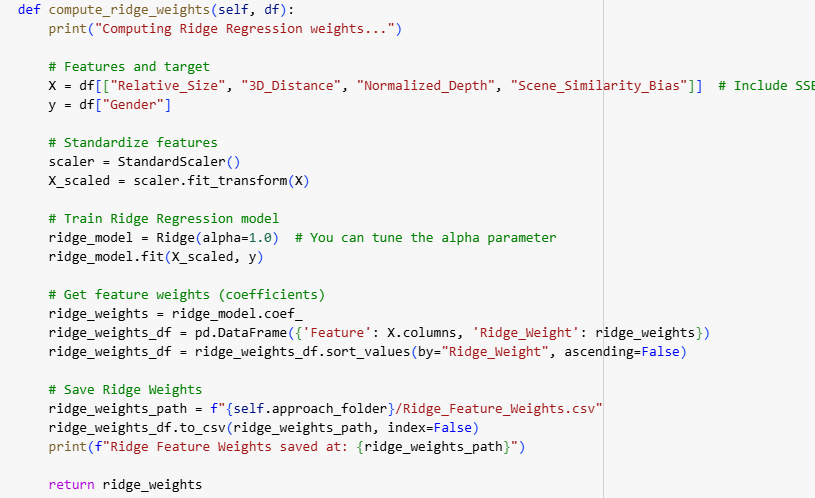 def compute_ridge_weights(self, df):
    print("Computing Ridge Regression weights...")

    # Features and target
    X = df[["Relative_Size", "3D_Distance", "Normalized_Depth", "Scene_Similarity_Bias"]]  # Include SSB
    y = df["Gender"]

    # Standardize features
    scaler = StandardScaler()
    X_scaled = scaler.fit_transform(X)

    # Train Ridge Regression model
    ridge_model = Ridge(alpha=1.0)  # You can tune the alpha parameter
    ridge_model.fit(X_scaled, y)

    # Get feature weights (coefficients)
    ridge_weights = ridge_model.coef_
    ridge_weights_df = pd.DataFrame({'Feature': X.columns, 'Ridge_Weight': ridge_weights})
    ridge_weights_df = ridge_weights_df.sort_values(by="Ridge_Weight", ascending=False)

    # Save Ridge Weights
    ridge_weights_path = f"{self.approach_folder}/Ridge_Feature_Weights.csv"
    ridge_weights_df.to_csv(ridge_weights_path, index=False)
    print(f"Ridge Feature Weights saved at: {ridge_weights_path}")

    return ridge_weights